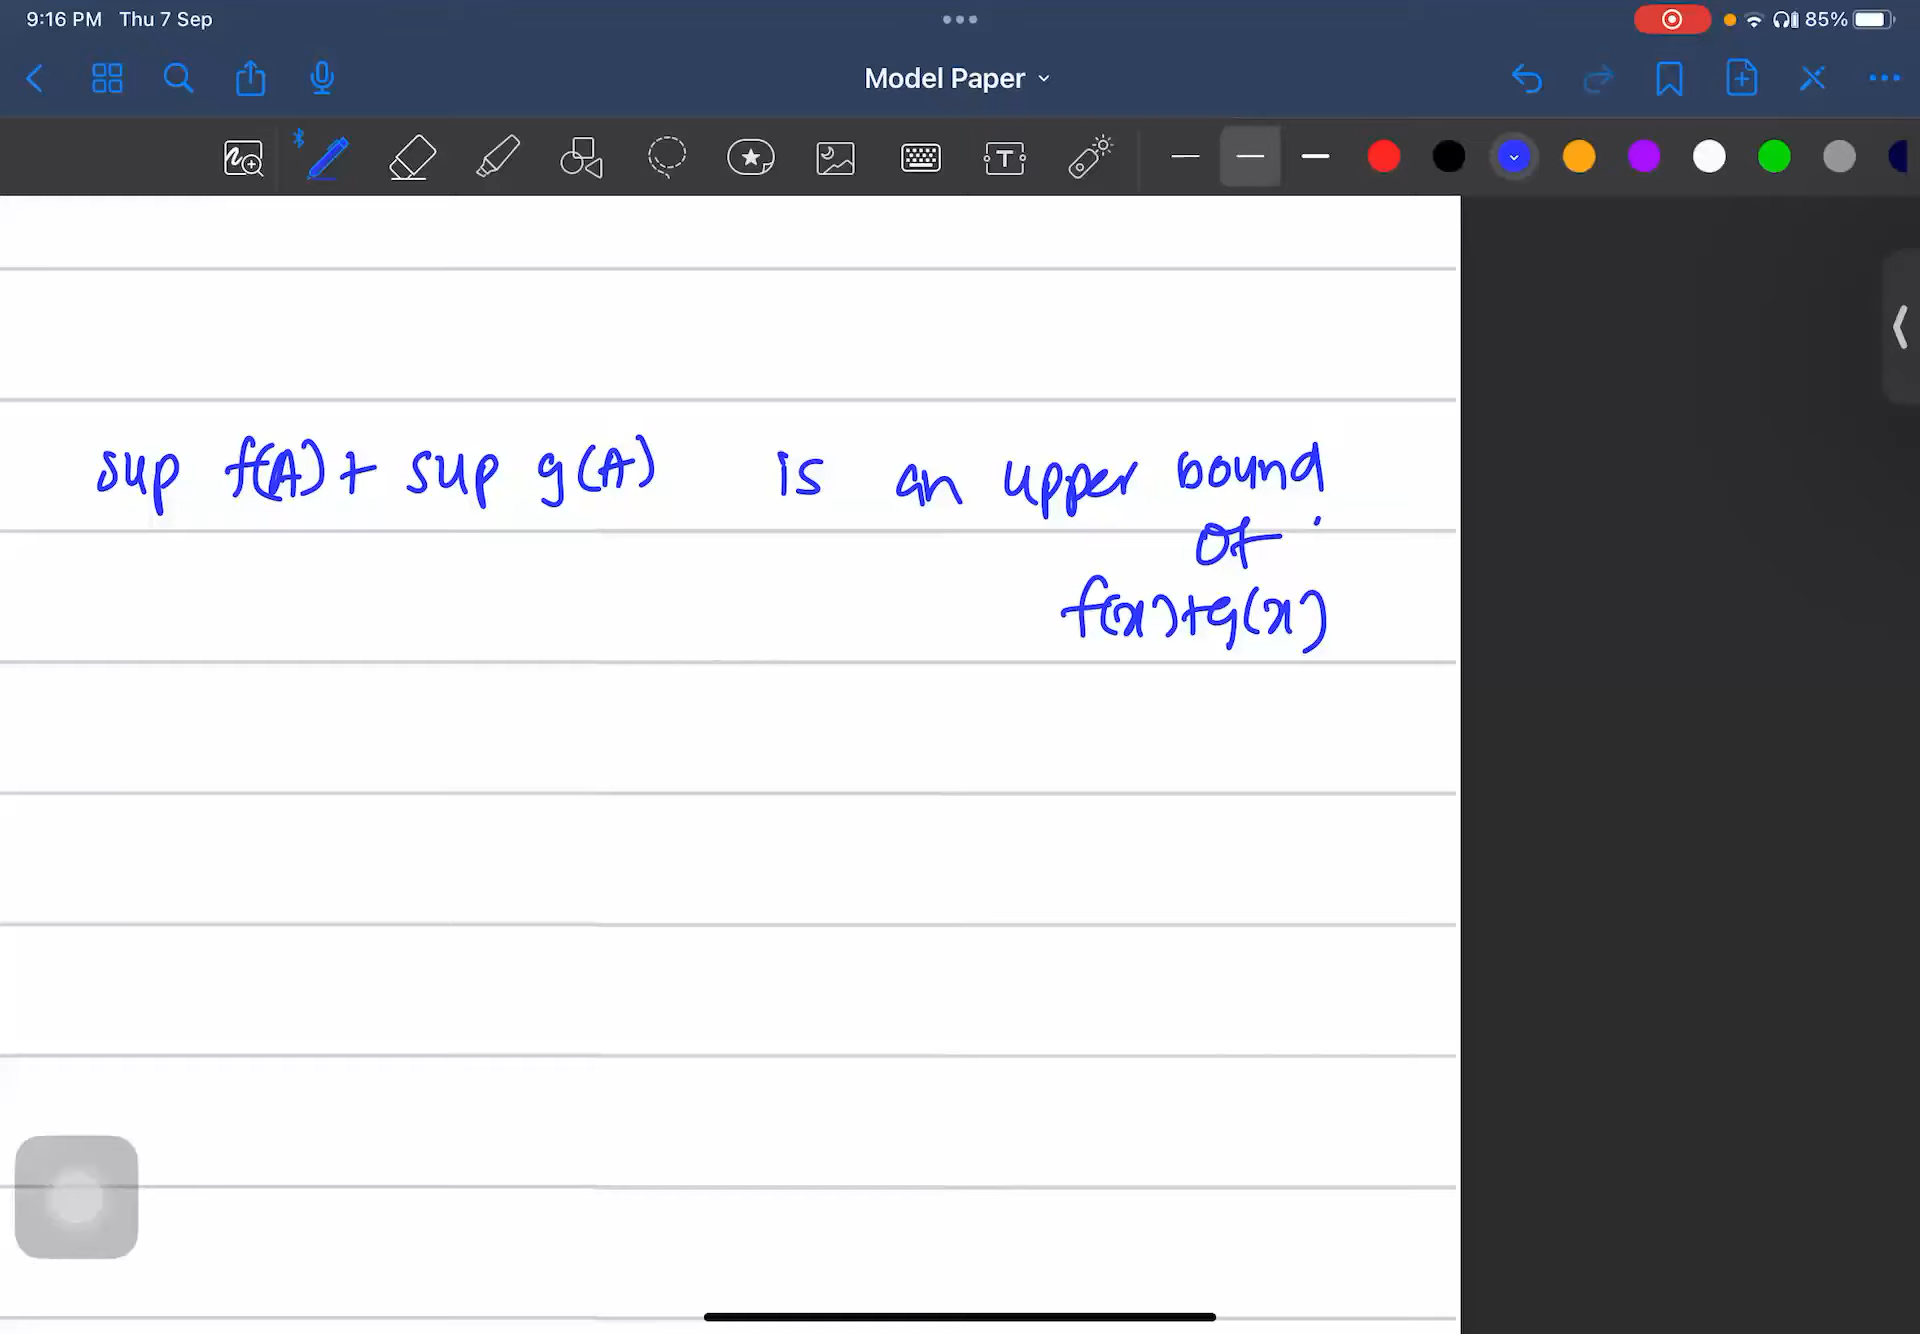 9:16 PM Thu 7 Sep
85%
Model Paper
T
sup f(A) + sup g(A) is an upper bound
of
f(x)+g(x)